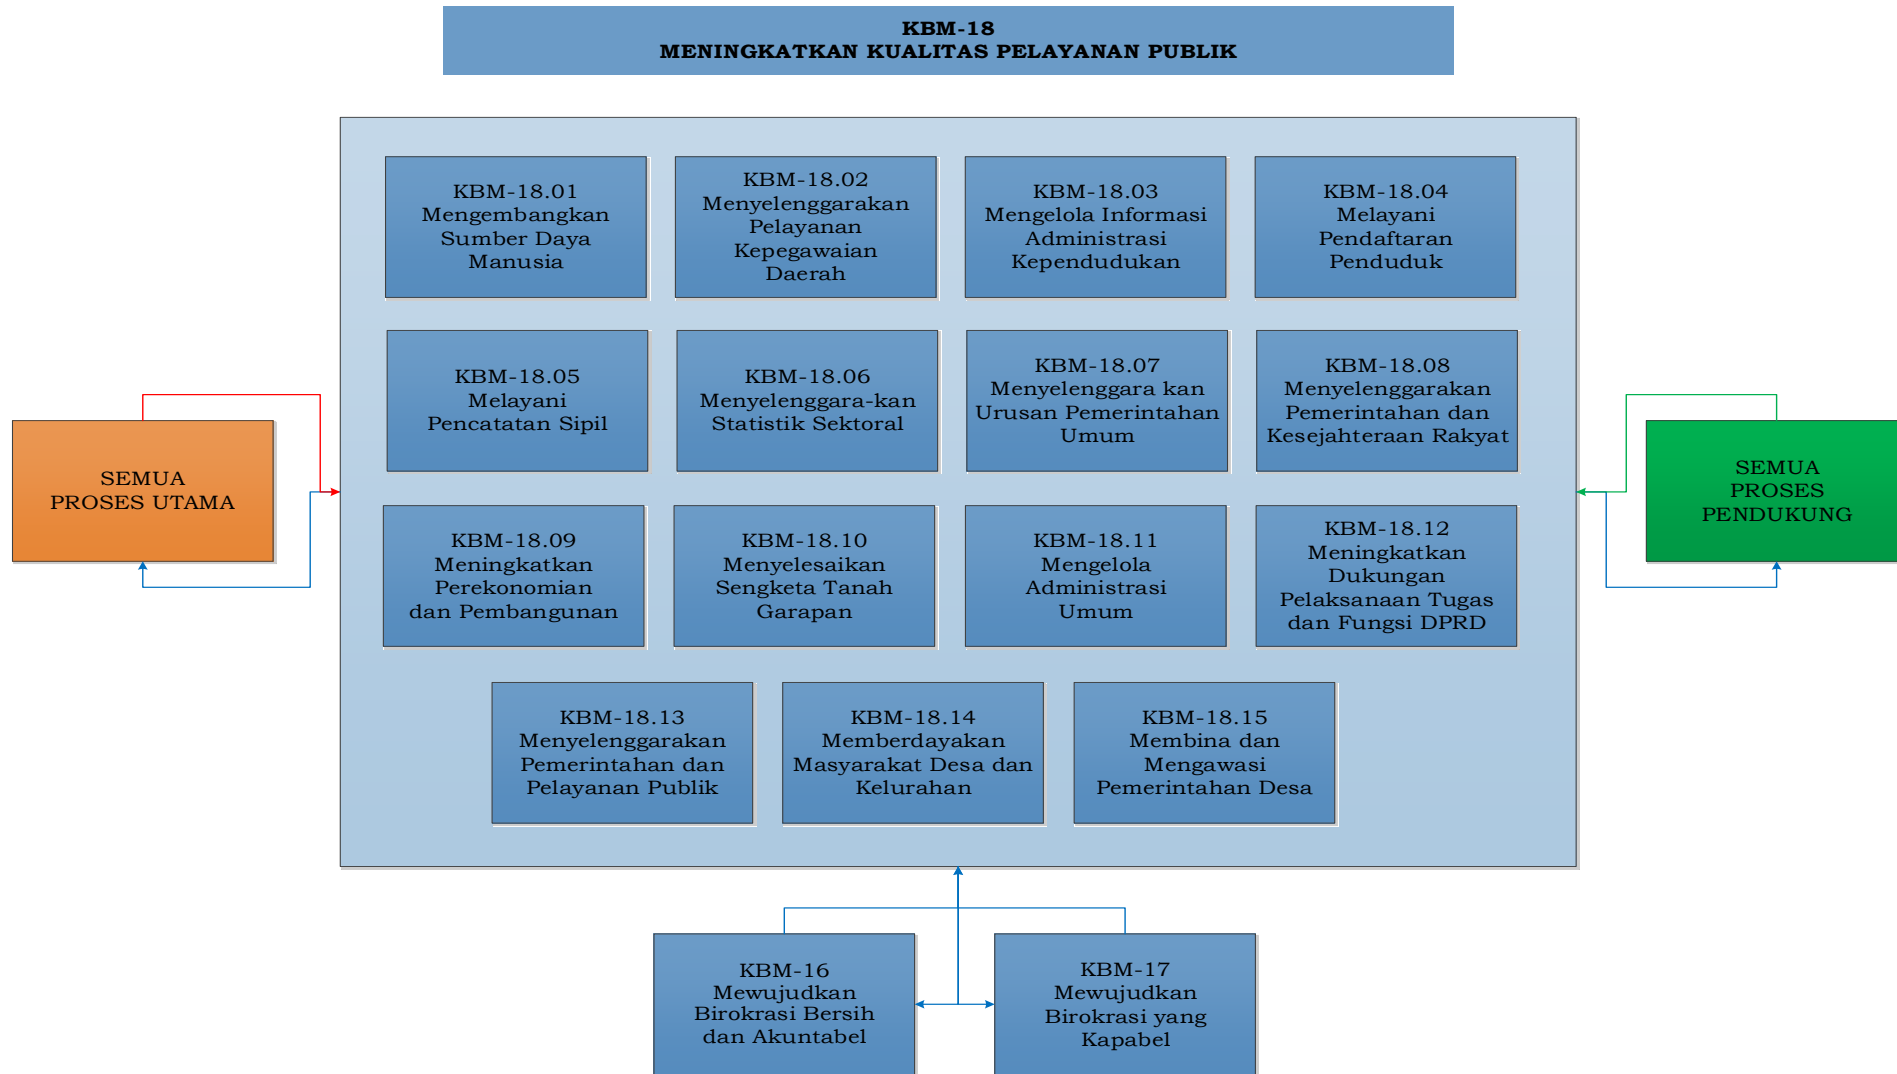 KBM-18
MENINGKATKAN KUALITAS PELAYANAN PUBLIK
KBM-18.01
Mengembangkan
Sumber Daya
Manusia
KBM-18.02
Menyelenggarakan
Pelayanan
Kepegawaian
Daerah
KBM-18.03
Mengelola Informasi
Administrasi
Kependudukan
KBM-18.04
Melayani
Pendaftaran
Penduduk
KBM-18.05
Melayani
Pencatatan Sipil
KBM-18.06
Menyelenggara-kan
Statistik Sektoral
KBM-18.07
Menyelenggara kan
Urusan Pemerintahan
Umum
KBM-18.08
Menyelenggarakan
Pemerintahan dan
Kesejahteraan Rakyat
SEMUA
PROSES UTAMA
SEMUA
PROSES
PENDUKUNG
KBM-18.09
Meningkatkan
Perekonomian
dan Pembangunan
KBM-18.10
Menyelesaikan
Sengketa Tanah
Garapan
KBM-18.11
Mengelola
Administrasi
Umum
KBM-18.12
Meningkatkan
Dukungan
Pelaksanaan Tugas
dan Fungsi DPRD
KBM-18.13
Menyelenggarakan
Pemerintahan dan
Pelayanan Publik
KBM-18.14
Memberdayakan
Masyarakat Desa dan
Kelurahan
KBM-18.15
Membina dan
Mengawasi
Pemerintahan Desa
KBM-16
Mewujudkan
Birokrasi Bersih
dan Akuntabel
KBM-17
Mewujudkan
Birokrasi yang
Kapabel